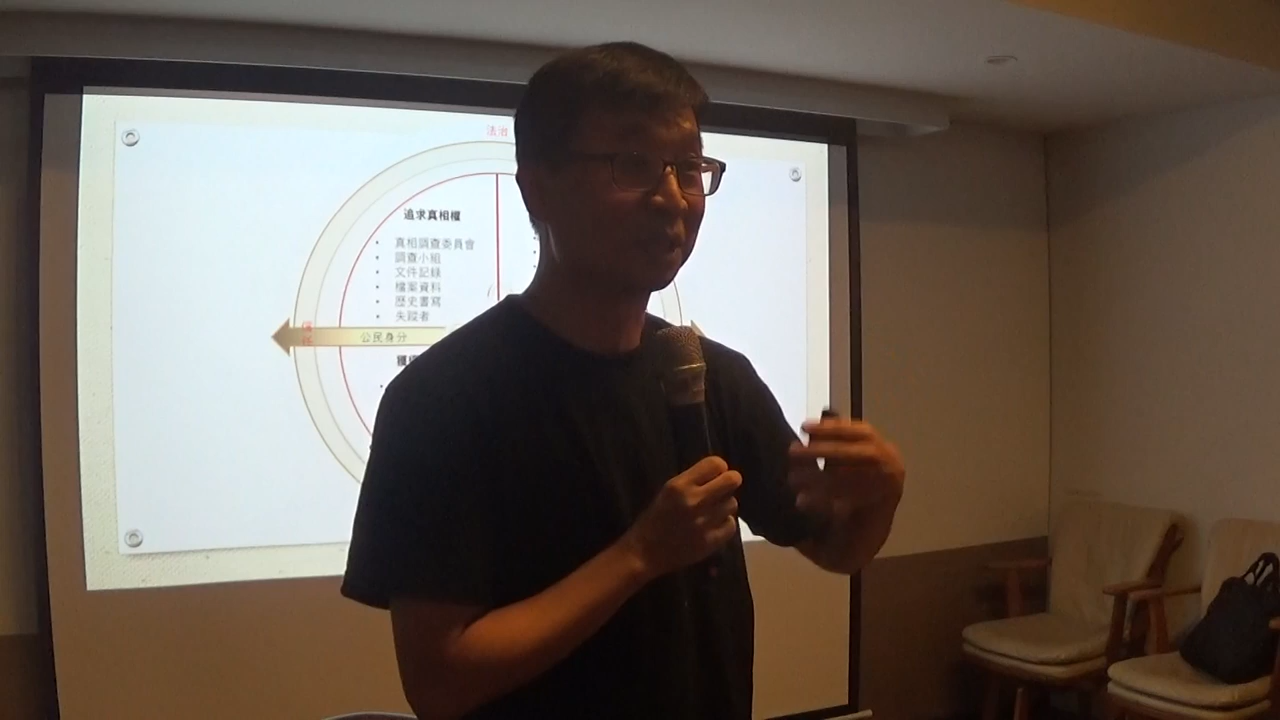 法治
追求真相權
• 真相調查委員會
• 調查小組
• 文件記錄
• 檔案資料
• 歷史書寫
• 失蹤者
公民身分